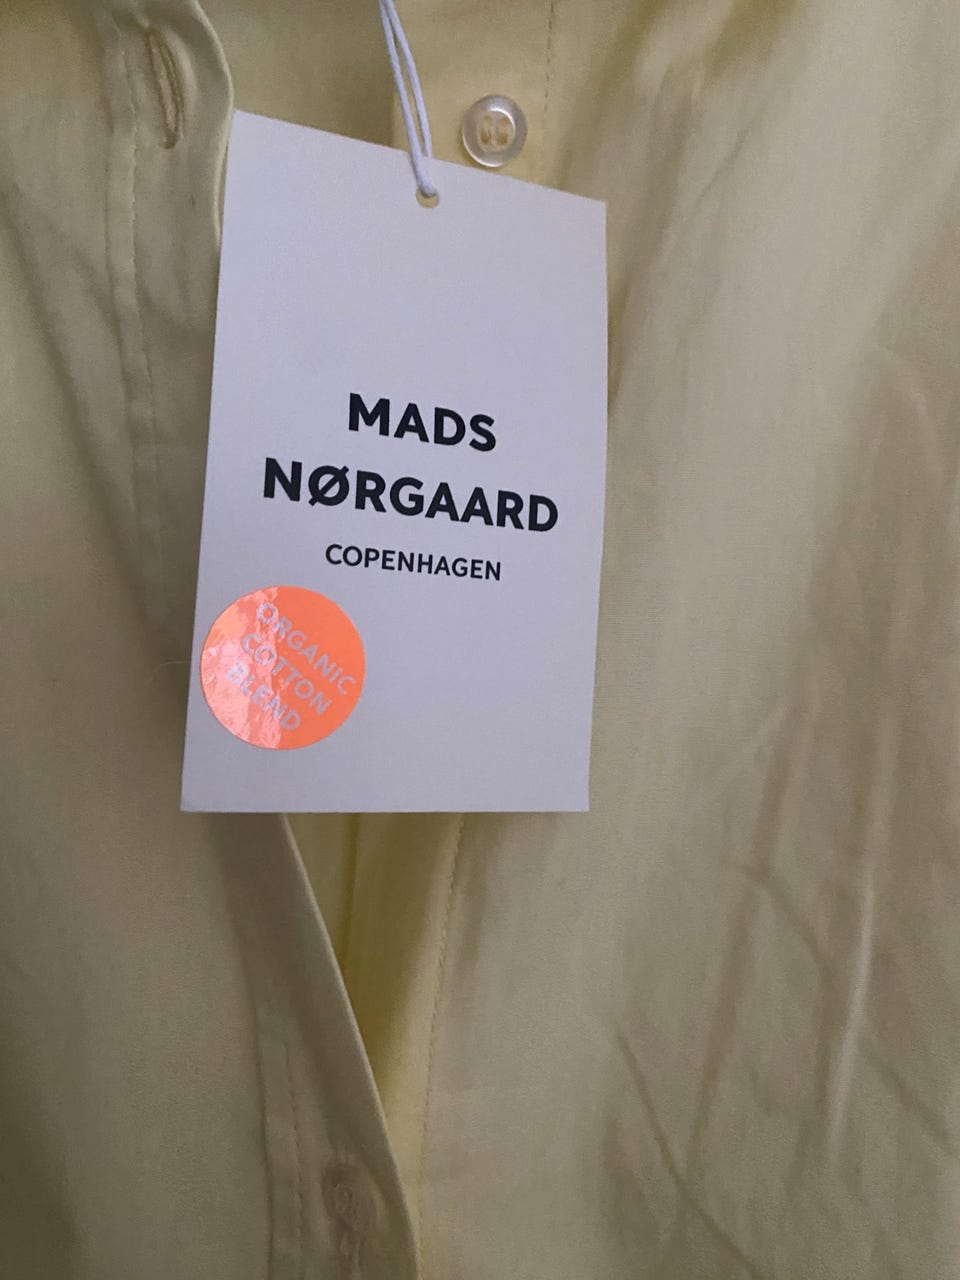 MADS
NØRGAARD
COPENHAGEN
ORGANIC
COTTON
BLEND